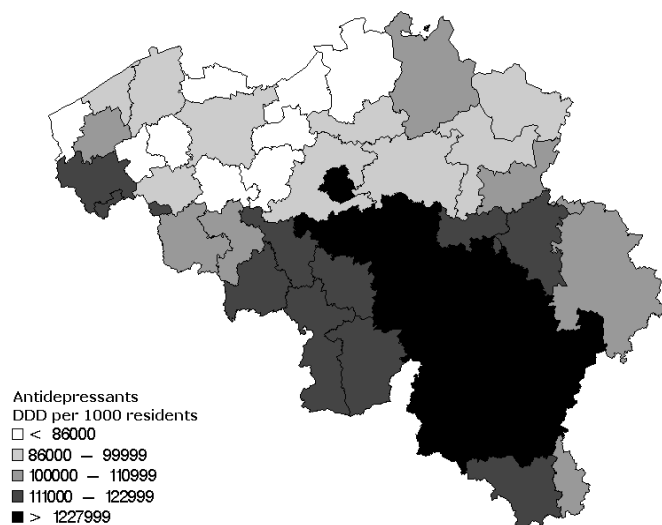 Antidepressants
DDD per 1000 residents
< 86000
86000 – 99999
100000 – 110999
111000 – 122999
> 1227999